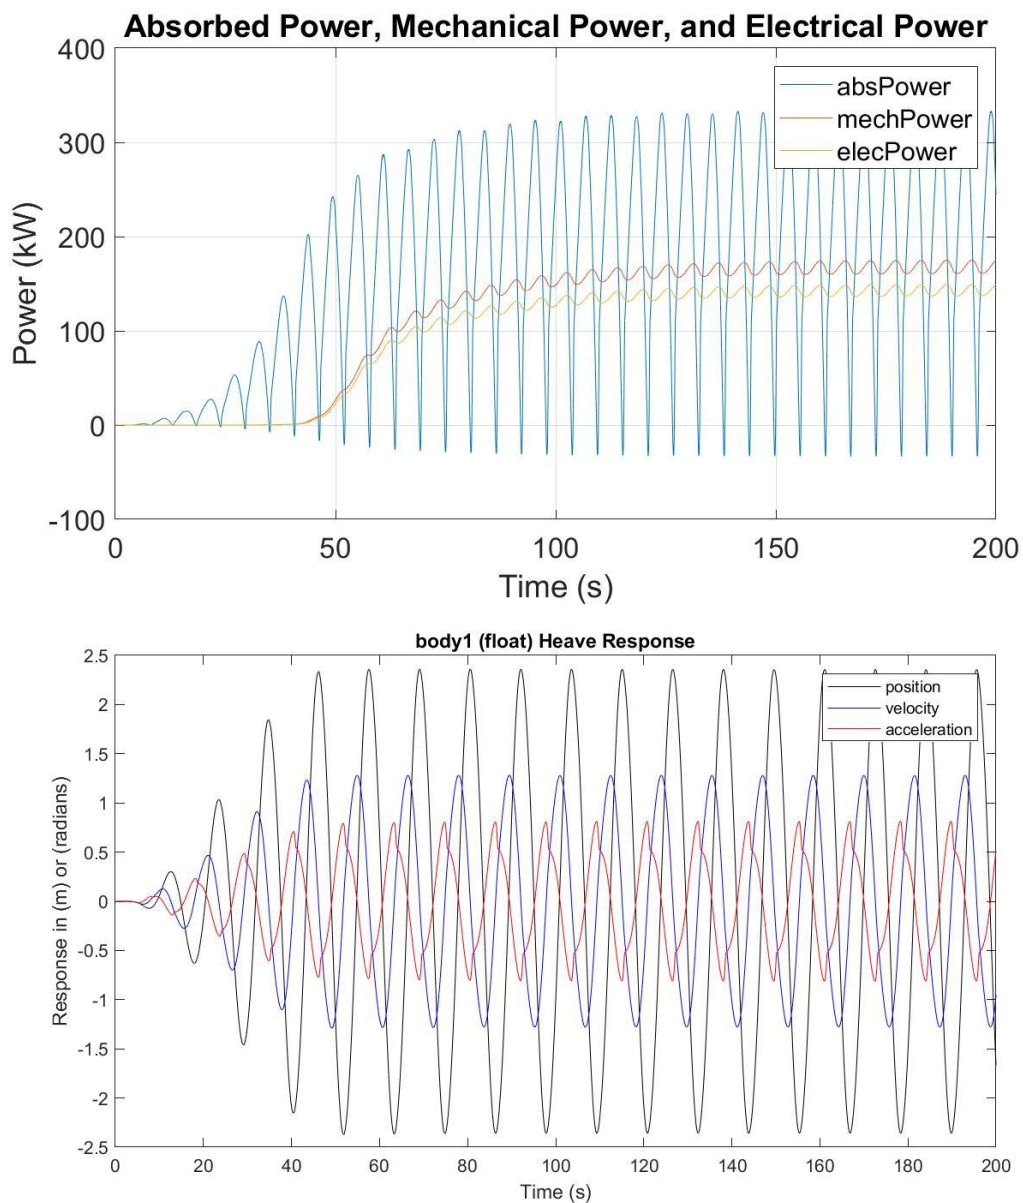 Absorbed Power, Mechanical Power, and Electrical Power
400
300
200
100
0
-100
Power (kW)
absPower
mechPower
elecPower
0 50 100 150 200
Time (s)
body1 (float) Heave Response
2.5
2
1.5
1
0.5
0
-0.5
-1
-1.5
-2
-2.5
Response in (m) or (radians)
position
velocity
acceleration
0 20 40 60 80 100 120 140 160 180 200
Time (s)